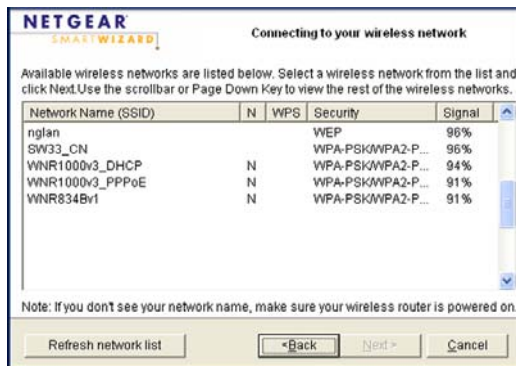 NETGEAR
SMARTWIZARD
Connecting to your wireless network
Available wireless networks are listed below. Select a wireless network from the list and
click Next.Use the scrollbar or Page Down Key to view the rest of the wireless networks.
Network Name (SSID) N WPS Security Signal
nglan WEP 96%
SW33_CN WPA-PSK/WPA2-P... 96%
WNR1000v3_DHCP N WPA-PSK/WPA2-P... 94%
WNR1000v3_PPPoE N WPA-PSK/WPA2-P... 91%
WNR834Bv1 N WPA-PSK/WPA2-P... 91%
Note: If you don't see your network name, make sure your wireless router is powered on.
Refresh network list <Back Next > Cancel